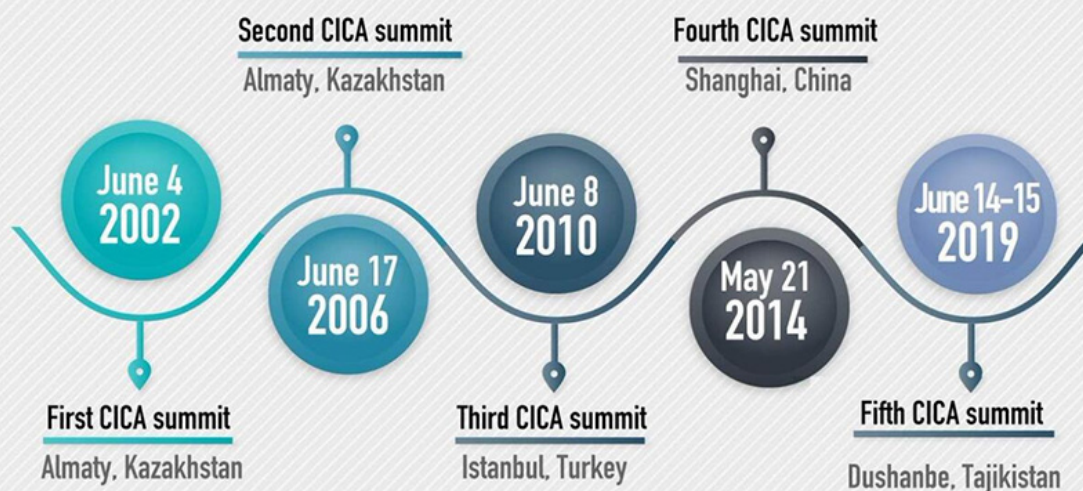 Second CICA summit
Almaty, Kazakhstan
Fourth CICA summit
Shanghai, China
June 4
2002
June 17
2006
June 8
2010
May 21
2014
June 14-15
2019
First CICA summit
Almaty, Kazakhstan
Third CICA summit
Istanbul, Turkey
Fifth CICA summit
Dushanbe, Tajikistan